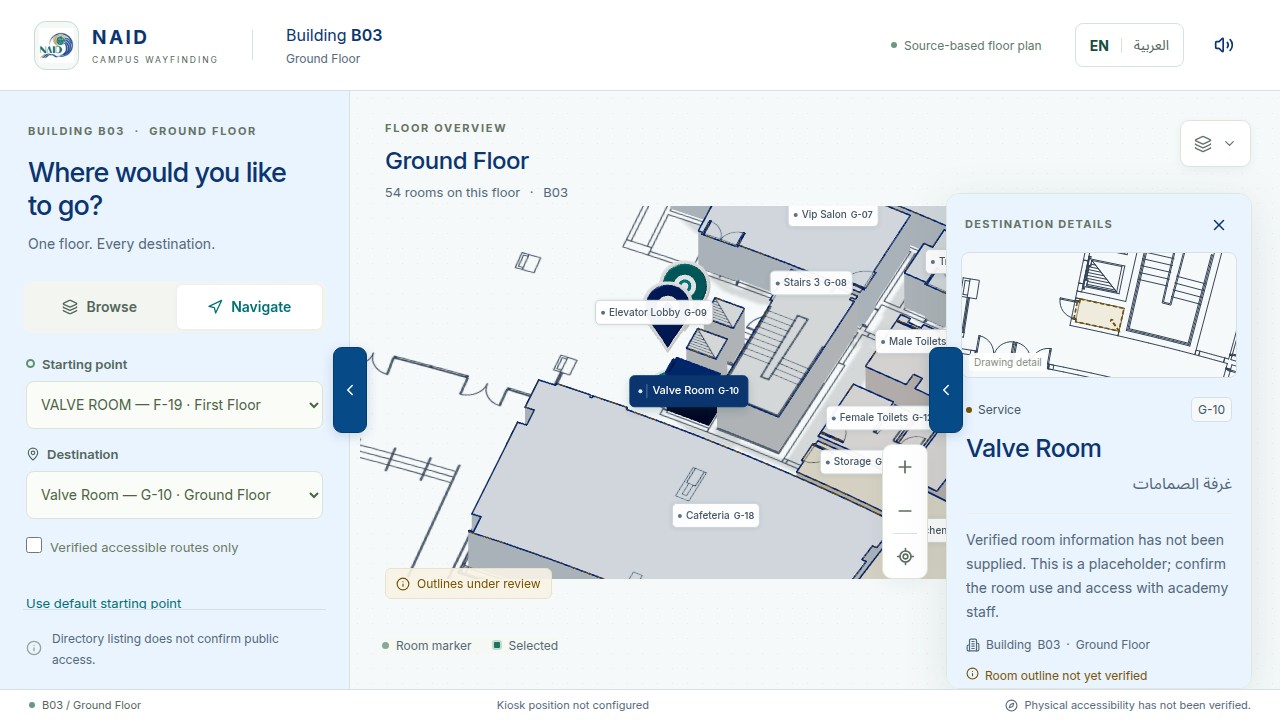 NAID
NAID
CAMPUS WAYFINDING
Building B03
Ground Floor
Source-based floor plan
EN
العربية
BUILDING B03 · GROUND FLOOR
Where would you like
to go?
One floor. Every destination.
Browse
Navigate
Starting point
VALVE ROOM — F-19 · First Floor
Destination
Valve Room — G-10 · Ground Floor
Verified accessible routes only
Use default starting point
Directory listing does not confirm public
access.
FLOOR OVERVIEW
Ground Floor
54 rooms on this floor · B03
Vip Salon G-07
Stairs 3 G-08
Elevator Lobby G-09
Male Toilets
Valve Room G-10
Female Toilets
Storage
Cafeteria G-18
Outlines under review
Room marker
Selected
DESTINATION DETAILS
Drawing detail
Service
G-10
Valve Room
غرفة الصمامات
Verified room information has not been
supplied. This is a placeholder; confirm
the room use and access with academy
staff.
Building B03 · Ground Floor
Room outline not yet verified
B03 / Ground Floor
Kiosk position not configured
Physical accessibility has not been verified.